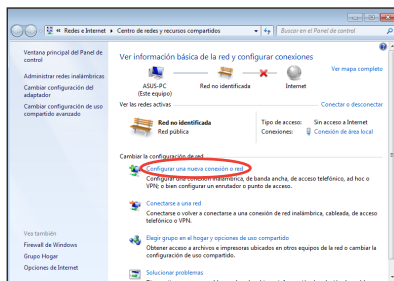 « Redes e Internet ▸ Centro de redes y recursos compartidos
Buscar en el Panel de control
Ventana principal del Panel de
control
Administrar redes inalámbricas
Cambiar configuración del
adaptador
Cambiar configuración de uso
compartido avanzado
Vea también
Firewall de Windows
Grupo Hogar
Opciones de Internet
Ver información básica de la red y configurar conexiones
Ver mapa completo
ASUS-PC
(Este equipo)
Red no identificada
Internet
Ver las redes activas
Conectar o desconectar
Red no identificada
Red pública
Tipo de acceso: Sin acceso a Internet
Conexiones: Conexión de área local
Cambiar la configuración de red
Configurar una nueva conexión o red
Configurar una conexión inalámbrica, de banda ancha, de acceso telefónico, ad hoc o
VPN; o bien configurar un enrutador o punto de acceso.
Conectarse a una red
Conectarse o volver a conectarse a una conexión de red inalámbrica, cableada, de acceso
telefónico o VPN.
Elegir grupo en el hogar y opciones de uso compartido
Obtener acceso a archivos e impresoras ubicados en otros equipos de la red o cambiar la
configuración de uso compartido.
Solucionar problemas